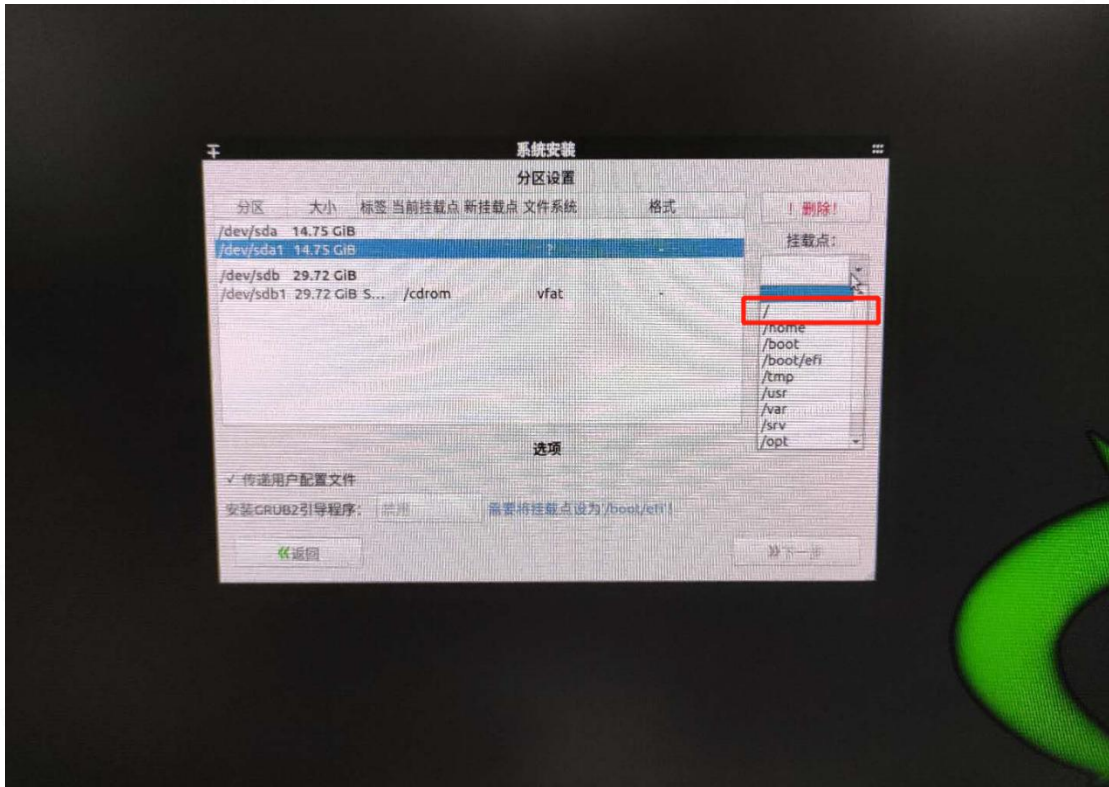 系统安装
分区设置
分区 大小 标签 当前挂载点 新挂载点 文件系统 格式
! 删除!
/dev/sda 14.75 GiB
挂载点:
/dev/sda1 14.75 GiB ? -
/dev/sdb 29.72 GiB
/dev/sdb1 29.72 GiB S... /cdrom vfat -
/
/home
/boot
/boot/efi
/tmp
/usr
/var
/srv
/opt
选项
✓ 传递用户配置文件
安装GRUB2引导程序: 禁用 需要将挂载点设为'/boot/efi'!
《返回
》下一步